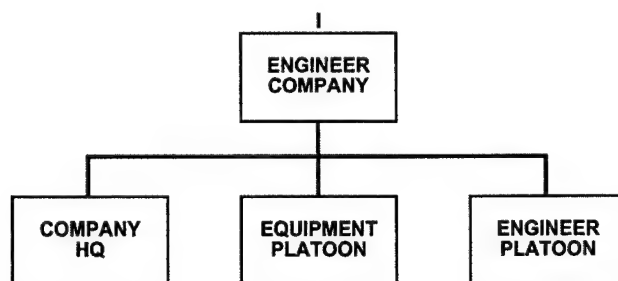 ENGINEER
COMPANY
COMPANY
HQ
EQUIPMENT
PLATOON
ENGINEER
PLATOON